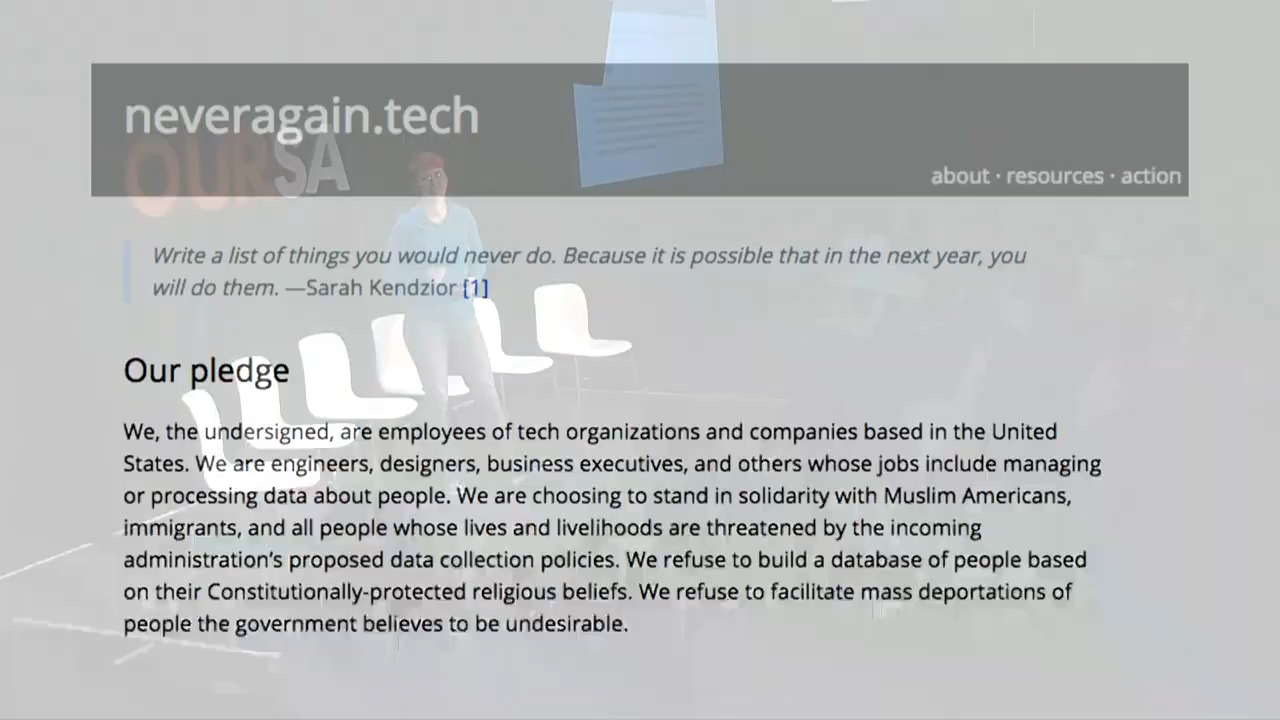 neveragain.tech
OURSA
about · resources · action
Write a list of things you would never do. Because it is possible that in the next year, you
will do them. —Sarah Kendzior [1]
Our pledge
We, the undersigned, are employees of tech organizations and companies based in the United
States. We are engineers, designers, business executives, and others whose jobs include managing
or processing data about people. We are choosing to stand in solidarity with Muslim Americans,
immigrants, and all people whose lives and livelihoods are threatened by the incoming
administration’s proposed data collection policies. We refuse to build a database of people based
on their Constitutionally-protected religious beliefs. We refuse to facilitate mass deportations of
people the government believes to be undesirable.